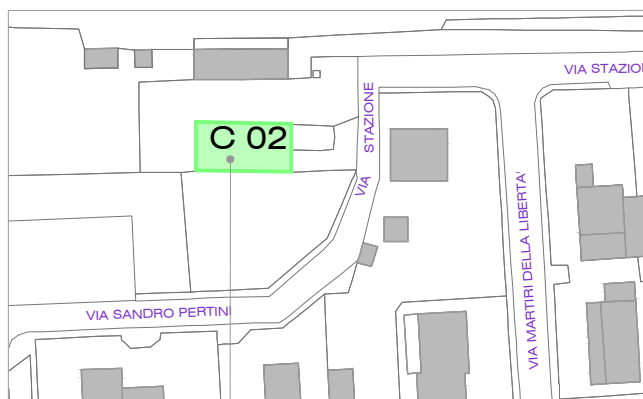 VIA STAZIO
VIA STAZIONE
C 02
VIA MARTIRI DELLA LIBERTA'
VIA SANDRO PERTINI